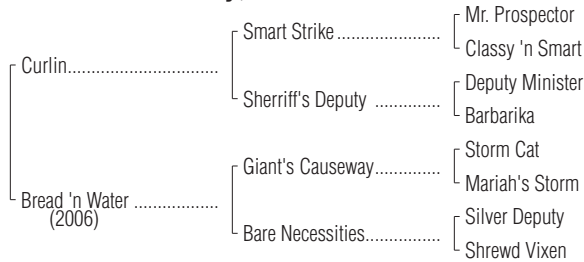 Mr. Prospector
Smart Strike ..................
Classy 'n Smart
Curlin..............................
Deputy Minister
Sherriff's Deputy ...............
Barbarika
Storm Cat
Giant's Causeway..............
Mariah's Storm
Bread 'n Water .................
(2006)
Silver Deputy
Bare Necessities................
Shrewd Vixen